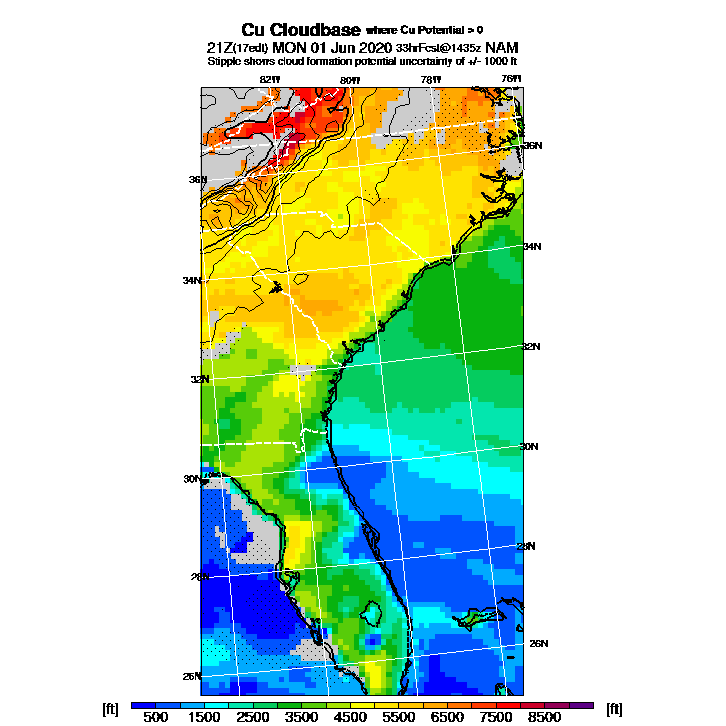 Cu Cloudbase where Cu Potential > 0
21Z(17edt) MON 01 Jun 2020 33hrFcst@1435z NAM
Stipple shows cloud formation potential uncertainty of +/- 1000 ft
82W 80W 78W 76W
36N
36N
34N
34N
32N
32N
30N
30N
28N
28N
26N
26N
[ft] 500 1500 2500 3500 4500 5500 6500 7500 8500 [ft]